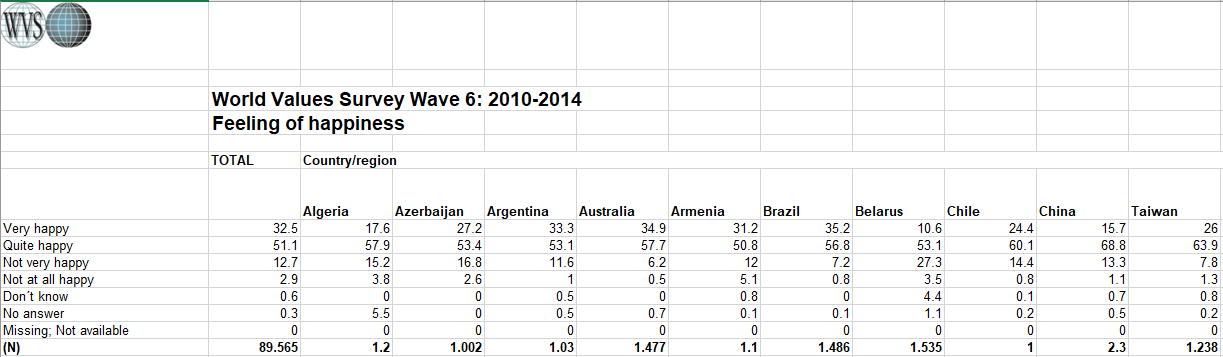 WVS
World Values Survey Wave 6: 2010-2014
Feeling of happiness
TOTAL Country/region
Algeria Azerbaijan Argentina Australia Armenia Brazil Belarus Chile China Taiwan
Very happy 32.5 17.6 27.2 33.3 34.9 31.2 35.2 10.6 24.4 15.7 26
Quite happy 51.1 57.9 53.4 53.1 57.7 50.8 56.8 53.1 60.1 68.8 63.9
Not very happy 12.7 15.2 16.8 11.6 6.2 12 7.2 27.3 14.4 13.3 7.8
Not at all happy 2.9 3.8 2.6 1 0.5 5.1 0.8 3.5 0.8 1.1 1.3
Don´t know 0.6 0 0 0.5 0 0.8 0 4.4 0.1 0.7 0.8
No answer 0.3 5.5 0 0.5 0.7 0.1 0.1 1.1 0.2 0.5 0.2
Missing; Not available 0 0 0 0 0 0 0 0 0 0 0
(N) 89.565 1.2 1.002 1.03 1.477 1.1 1.486 1.535 1 2.3 1.238